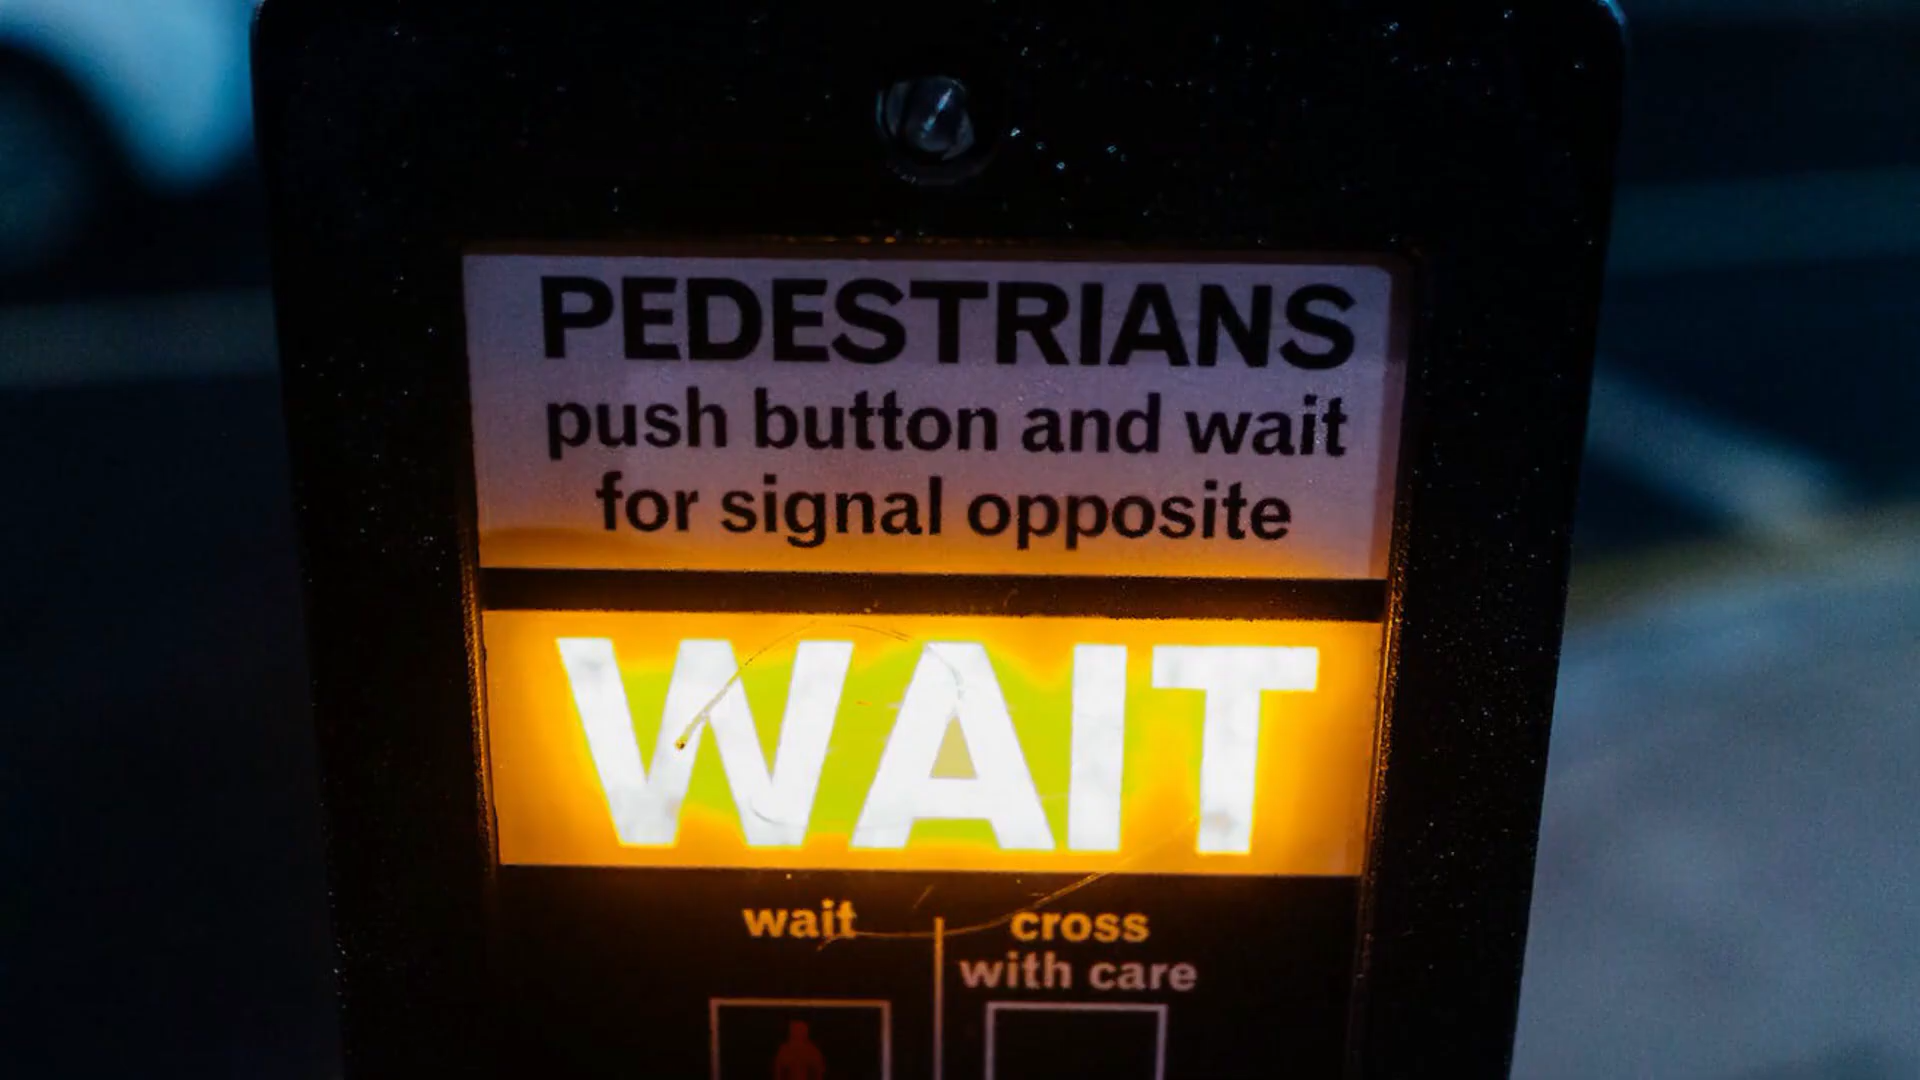 PEDESTRIANS
push button and wait
for signal opposite
WAIT
wait
cross
with care